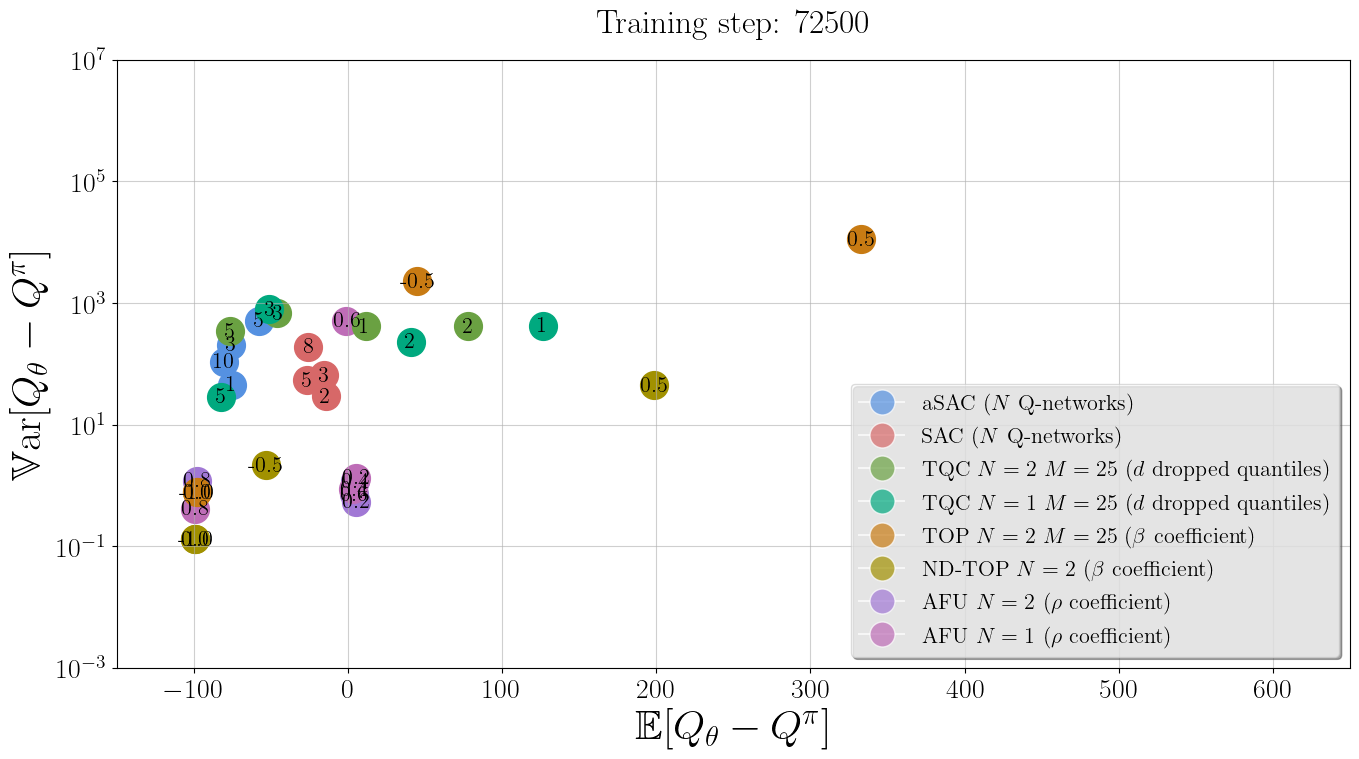 Training step: 72500
10^7
10^5
10^3
10^1
10^{-1}
10^{-3}
𝕍ar[Q_θ − Q^π]
0.5
-0.5
3
3
5
0.6
1
2
1
5
3
2
8
10
1
5
3
5
2
0.5
-0.5
0.2
0.2
0.8
0.8
-1.0
-1.0
aSAC (N Q-networks)
SAC (N Q-networks)
TQC N = 2 M = 25 (d dropped quantiles)
TQC N = 1 M = 25 (d dropped quantiles)
TOP N = 2 M = 25 (β coefficient)
ND-TOP N = 2 (β coefficient)
AFU N = 2 (ρ coefficient)
AFU N = 1 (ρ coefficient)
−100 0 100 200 300 400 500 600
𝔼[Q_θ − Q^π]